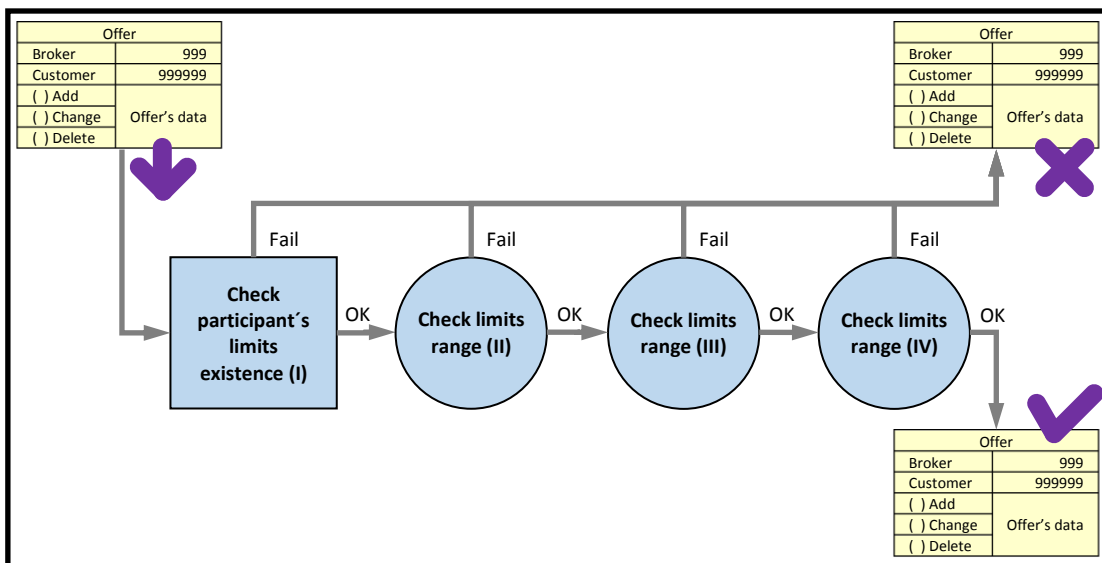 Offer
Broker 999
Customer 999999
( ) Add
( ) Change
( ) Delete
Offer's data
Offer
Broker 999
Customer 999999
( ) Add
( ) Change
( ) Delete
Offer's data
Fail
Fail
Fail
Fail
Check
participant´s
limits
existence (I)
OK
Check limits
range (II)
OK
Check limits
range (III)
OK
Check limits
range (IV)
OK
Offer
Broker 999
Customer 999999
( ) Add
( ) Change
( ) Delete
Offer's data